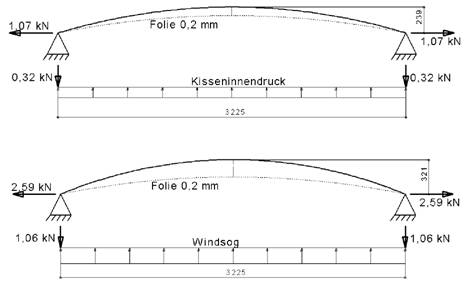 1,07 kN
Folie 0,2 mm
239
1,07 kN
0,32 kN
Kisseninnendruck
0,32 kN
3225
2,59 kN
Folie 0,2 mm
321
2,59 kN
1,06 kN
Windsog
1,06 kN
3225